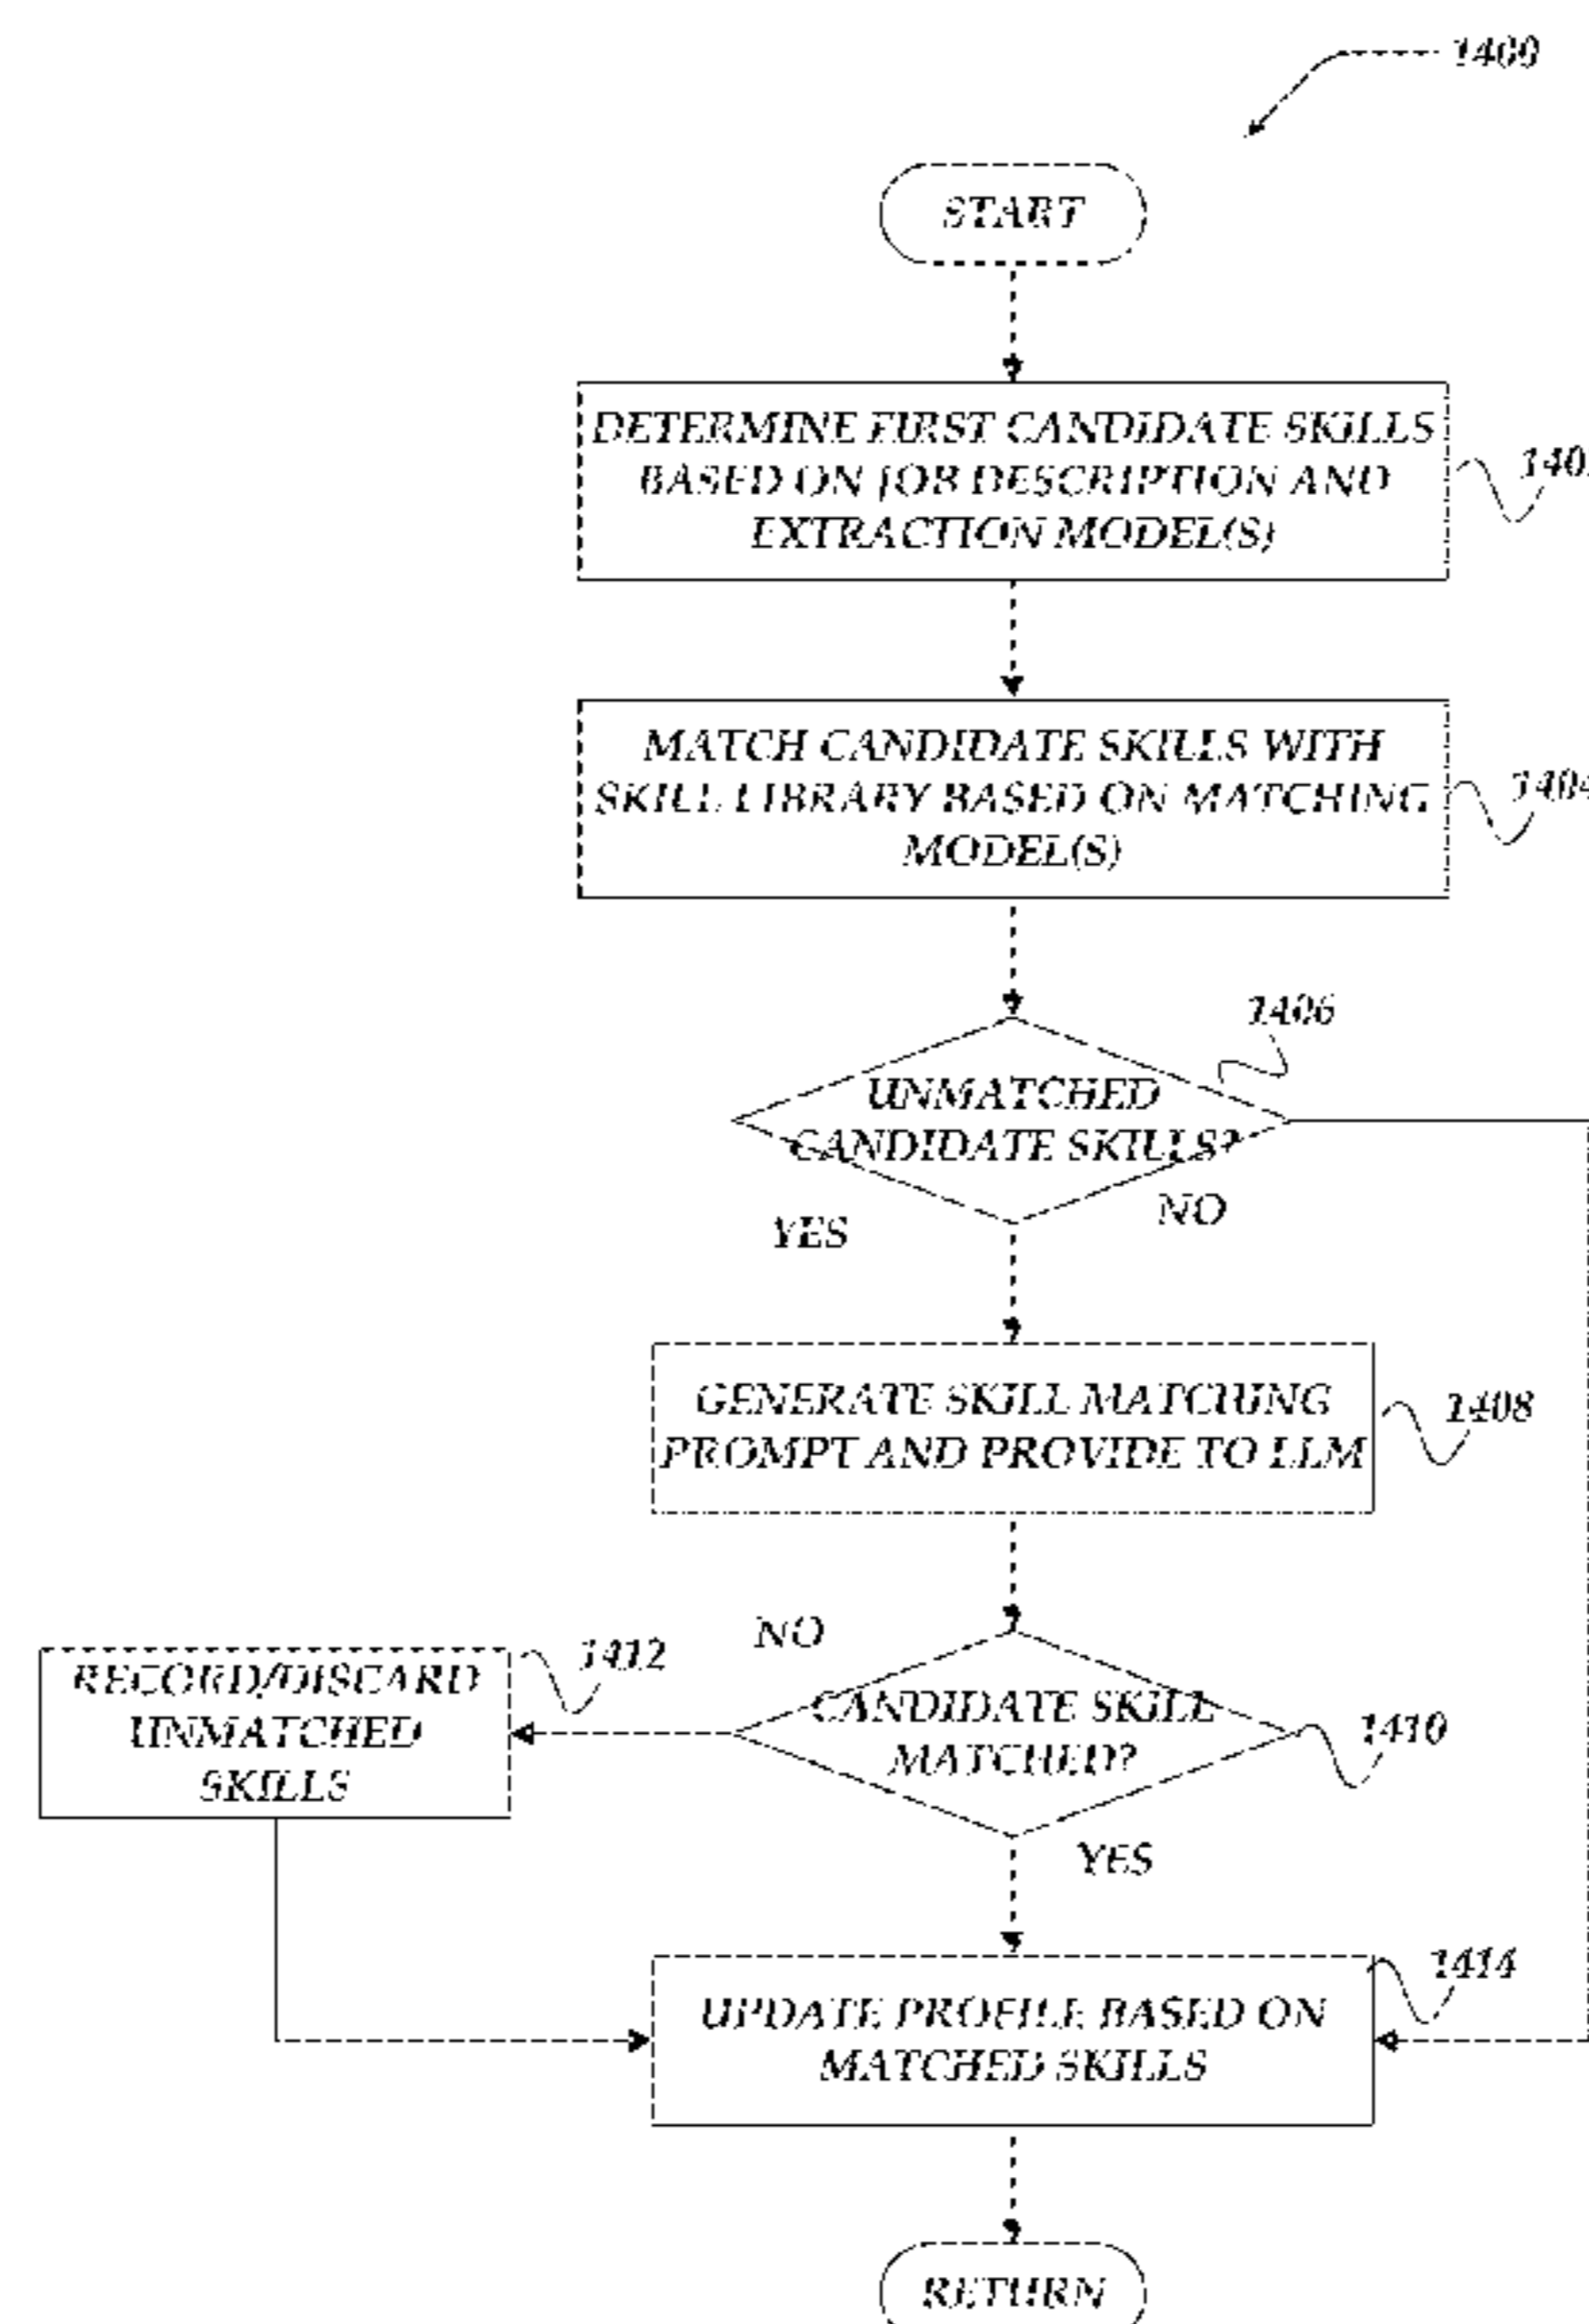 1400
START
DETERMINE FIRST CANDIDATE SKILLS
BASED ON JOB DESCRIPTION AND
EXTRACTION MODEL(S)
140
MATCH CANDIDATE SKILLS WITH
SKILL LIBRARY BASED ON MATCHING
MODEL(S)
1404
1406
UNMATCHED
CANDIDATE SKILLS?
YES
NO
GENERATE SKILL MATCHING
PROMPT AND PROVIDE TO LLM
1408
NO
CANDIDATE SKILL
MATCHED?
1410
1412
RECORD/DISCARD
UNMATCHED
SKILLS
YES
1414
UPDATE PROFILE BASED ON
MATCHED SKILLS
RETURN